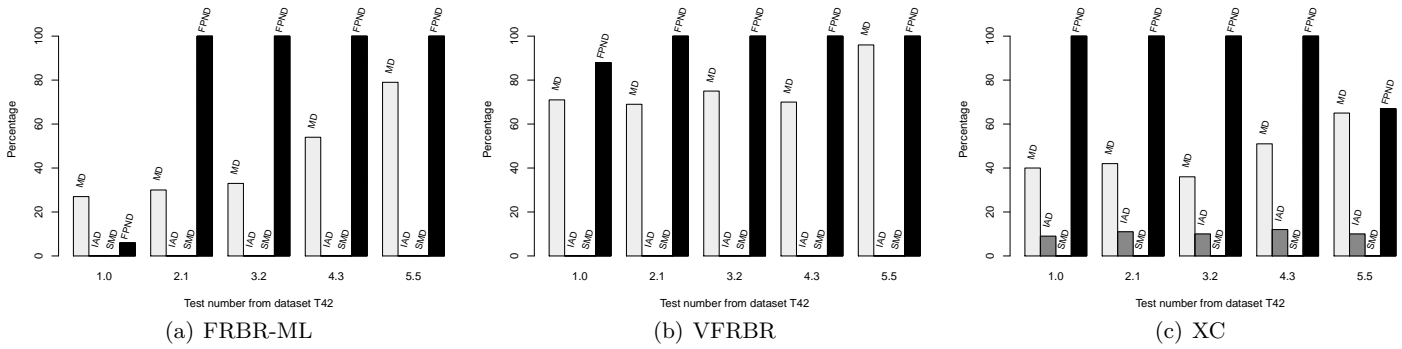 Percentage
0
20
40
60
80
100
MD
IAD
SMD
FPND
MD
IAD
SMD
FPND
MD
IAD
SMD
FPND
MD
IAD
SMD
FPND
MD
IAD
SMD
FPND
1.0 2.1 3.2 4.3 5.5
Test number from dataset T42
(a) FRBR-ML
Percentage
0
20
40
60
80
100
MD
IAD
SMD
FPND
MD
IAD
SMD
FPND
MD
IAD
SMD
FPND
MD
IAD
SMD
FPND
MD
IAD
SMD
FPND
1.0 2.1 3.2 4.3 5.5
Test number from dataset T42
(b) VFRBR
Percentage
0
20
40
60
80
100
MD
IAD
SMD
FPND
MD
IAD
SMD
FPND
MD
IAD
SMD
FPND
MD
IAD
SMD
FPND
MD
IAD
SMD
FPND
1.0 2.1 3.2 4.3 5.5
Test number from dataset T42
(c) XC